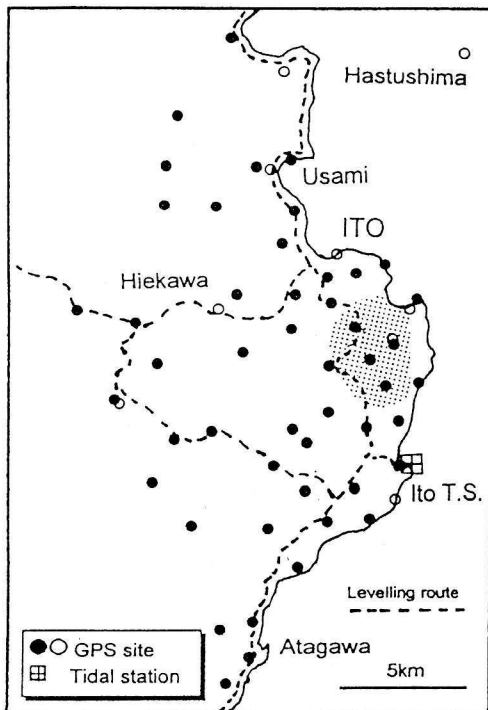 Hastushima
Usami
ITO
Hiekawa
Ito T.S.
Levelling route
GPS site
Atagawa
Tidal station
5km